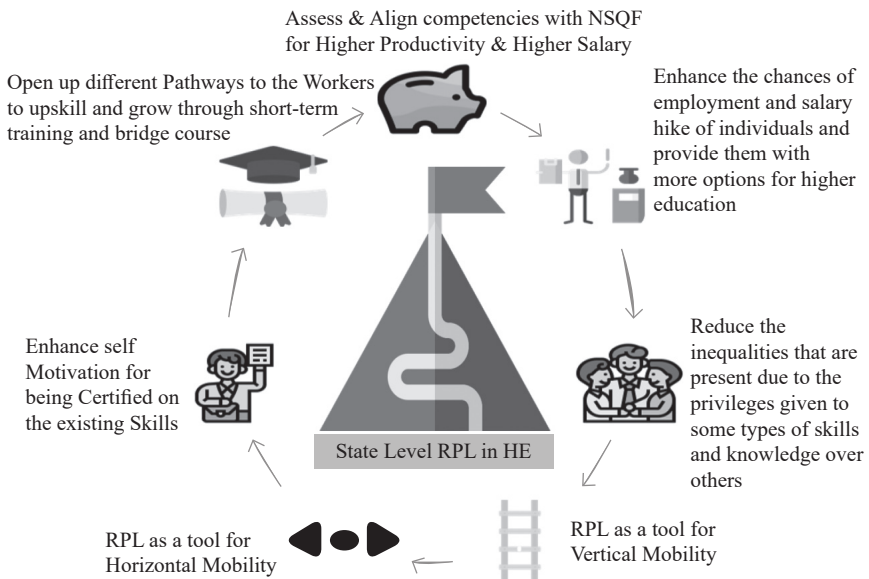 Assess & Align competencies with NSQF
for Higher Productivity & Higher Salary
Open up different Pathways to the Workers
to upskill and grow through short-term
training and bridge course
Enhance the chances of
employment and salary
hike of individuals and
provide them with
more options for higher
education
Reduce the
inequalities that are
present due to the
privileges given to
some types of skills
and knowledge over
others
Enhance self
Motivation for
being Certified on
the existing Skills
State Level RPL in HE
RPL as a tool for
Vertical Mobility
RPL as a tool for
Horizontal Mobility